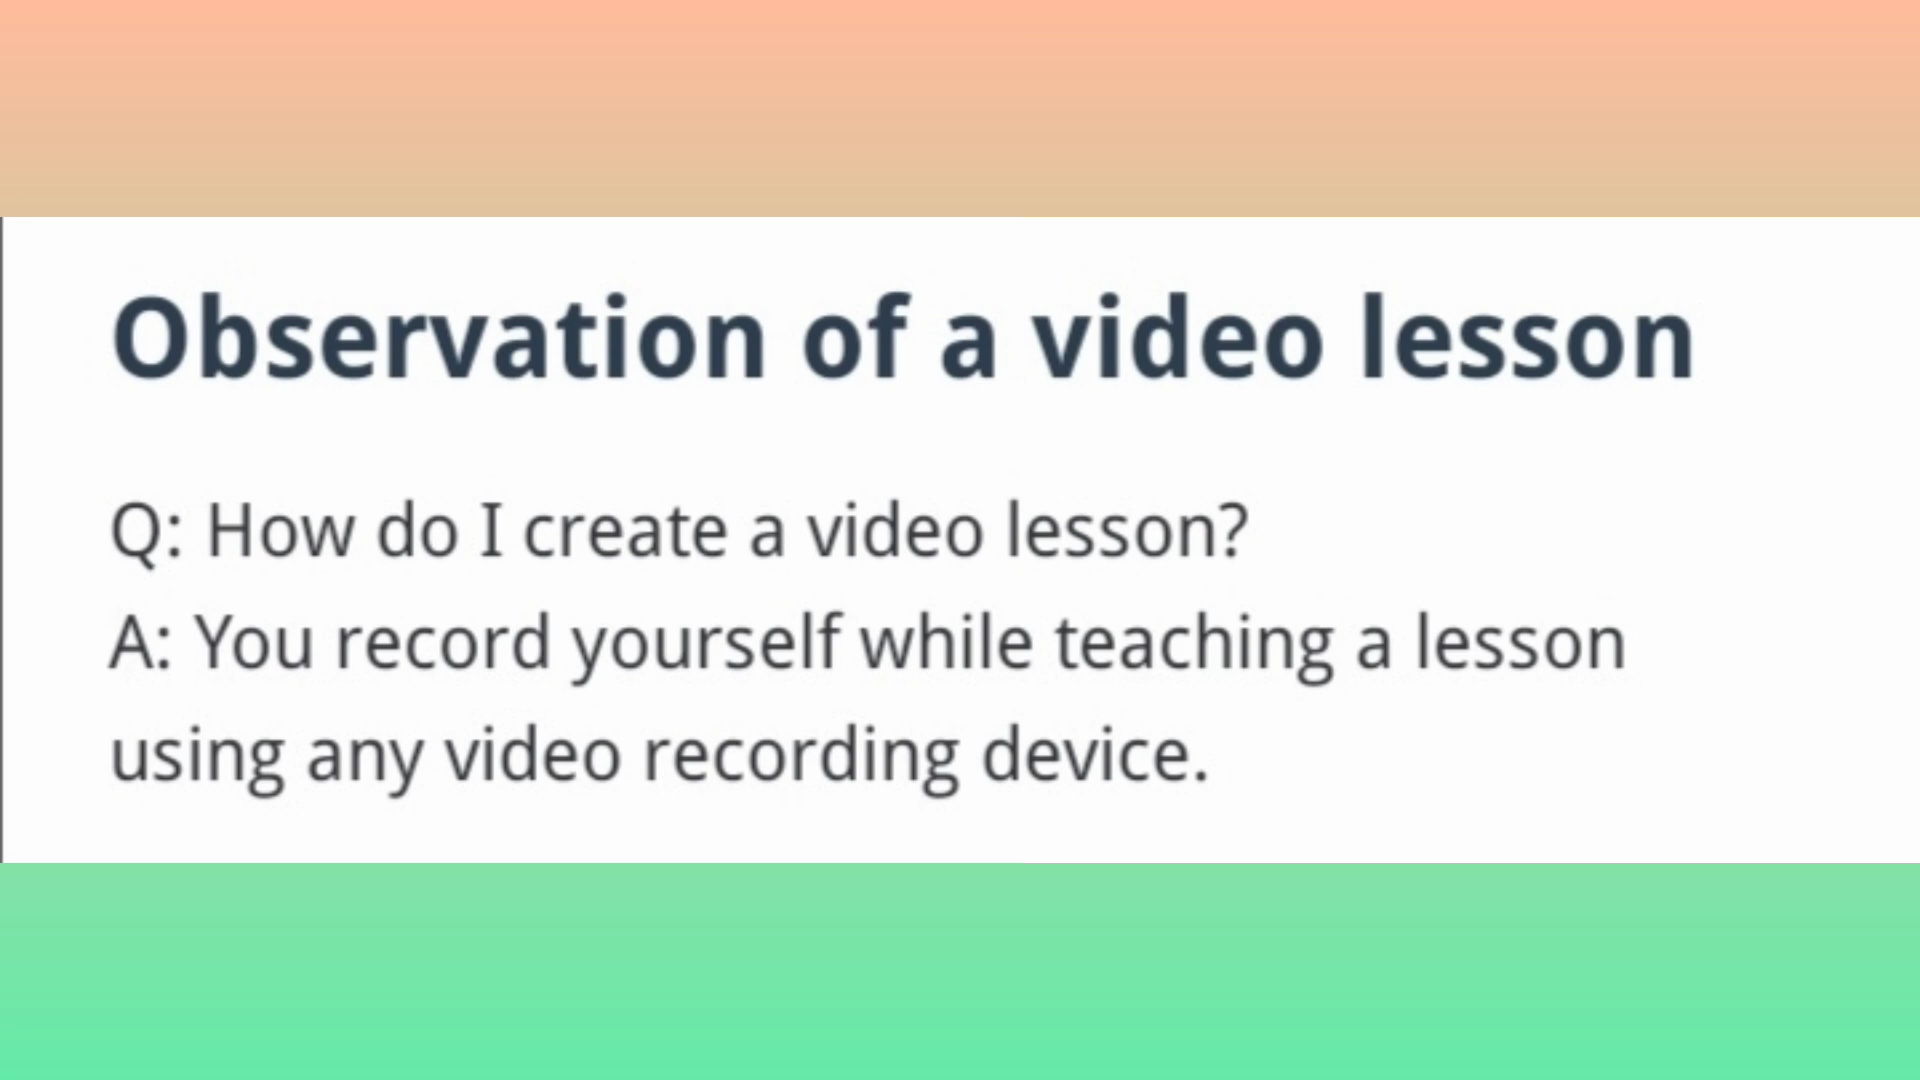 Observation of a video lesson
Q: How do I create a video lesson?
A: You record yourself while teaching a lesson
using any video recording device.